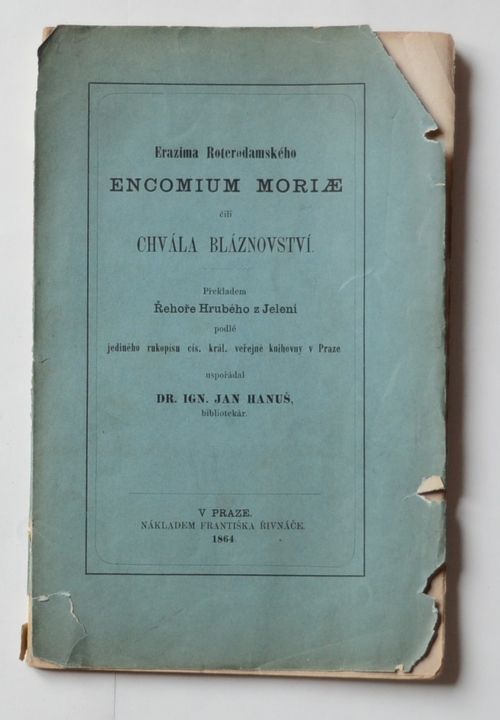 Erazima Roterodamského
ENCOMIUM MORIÆ
čili
CHVÁLA BLÁZNOVSTVÍ.
Překladem
Řehoře Hrubého z Jelení
podlé
jediného rukopisu cís. král. veřejné knihovny v Praze
uspořádal
DR. IGN. JAN HANUŠ,
bibliotekár.
V PRAZE.
NÁKLADEM FRANTIŠKA ŘIVNÁČE.
1864